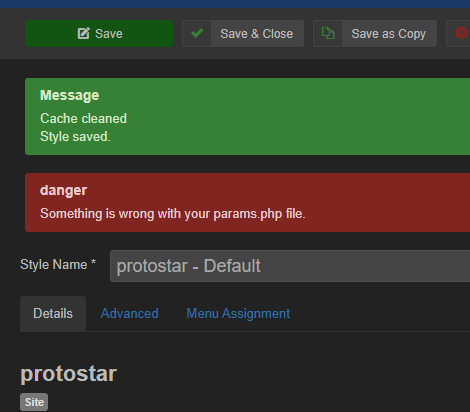 Save
Save & Close
Save as Copy
Message
Cache cleaned
Style saved.
danger
Something is wrong with your params.php file.
Style Name *
protostar - Default
Details
Advanced
Menu Assignment
protostar
Site